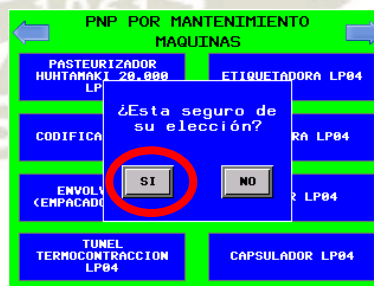 PNP POR MANTENIMIENTO
MAQUINAS
PASTEURIZADOR
HUHTAMAKI 20.000
LP
ETIQUETADORA LP04
¿Esta seguro de
su elección?
CODIFICA
RA LP04
SI
NO
ENVOLV
(EMPACADO
LP04
TUNEL
TERMOCONTRACCION
LP04
CAPSULADOR LP04